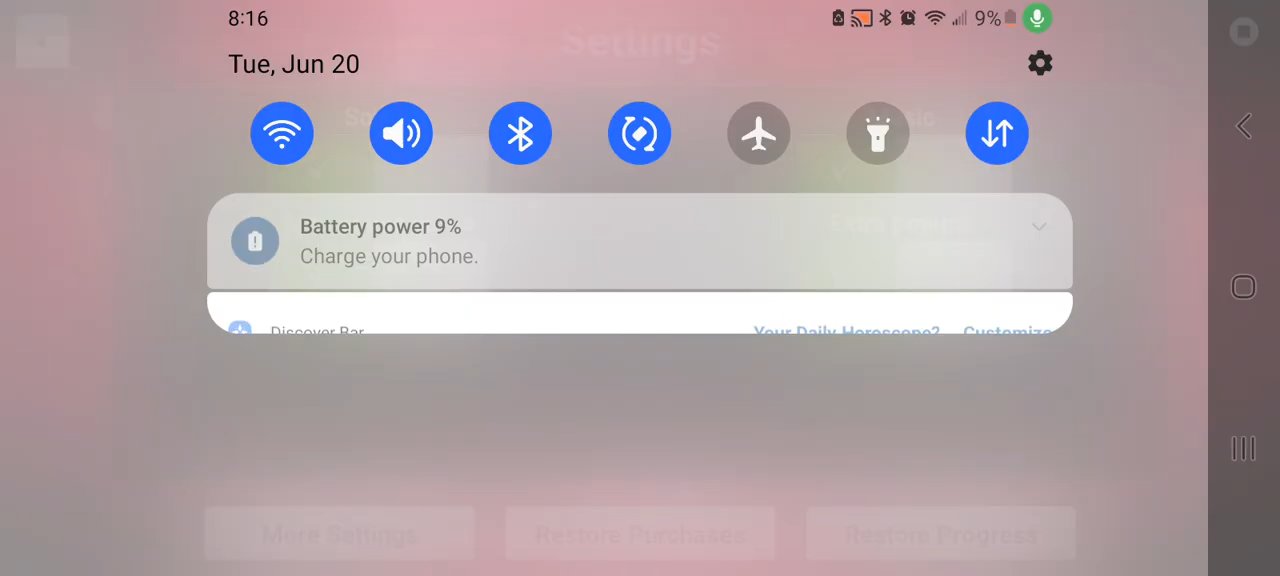 8:16
9%
Tue, Jun 20
Settings
Battery power 9%
Charge your phone.
Discover Bar
Your Daily Horoscope?
Customize
More Settings
Restore Purchases
Restore Progress